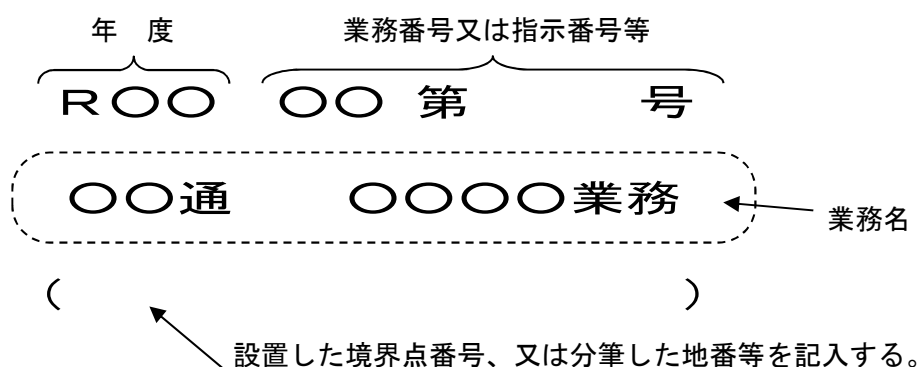 年　度　　業務番号又は指示番号等
R〇〇　〇〇第　　号
〇〇通　　〇〇〇〇業務
業務名
(　　　　)
設置した境界点番号、又は分筆した地番等を記入する。